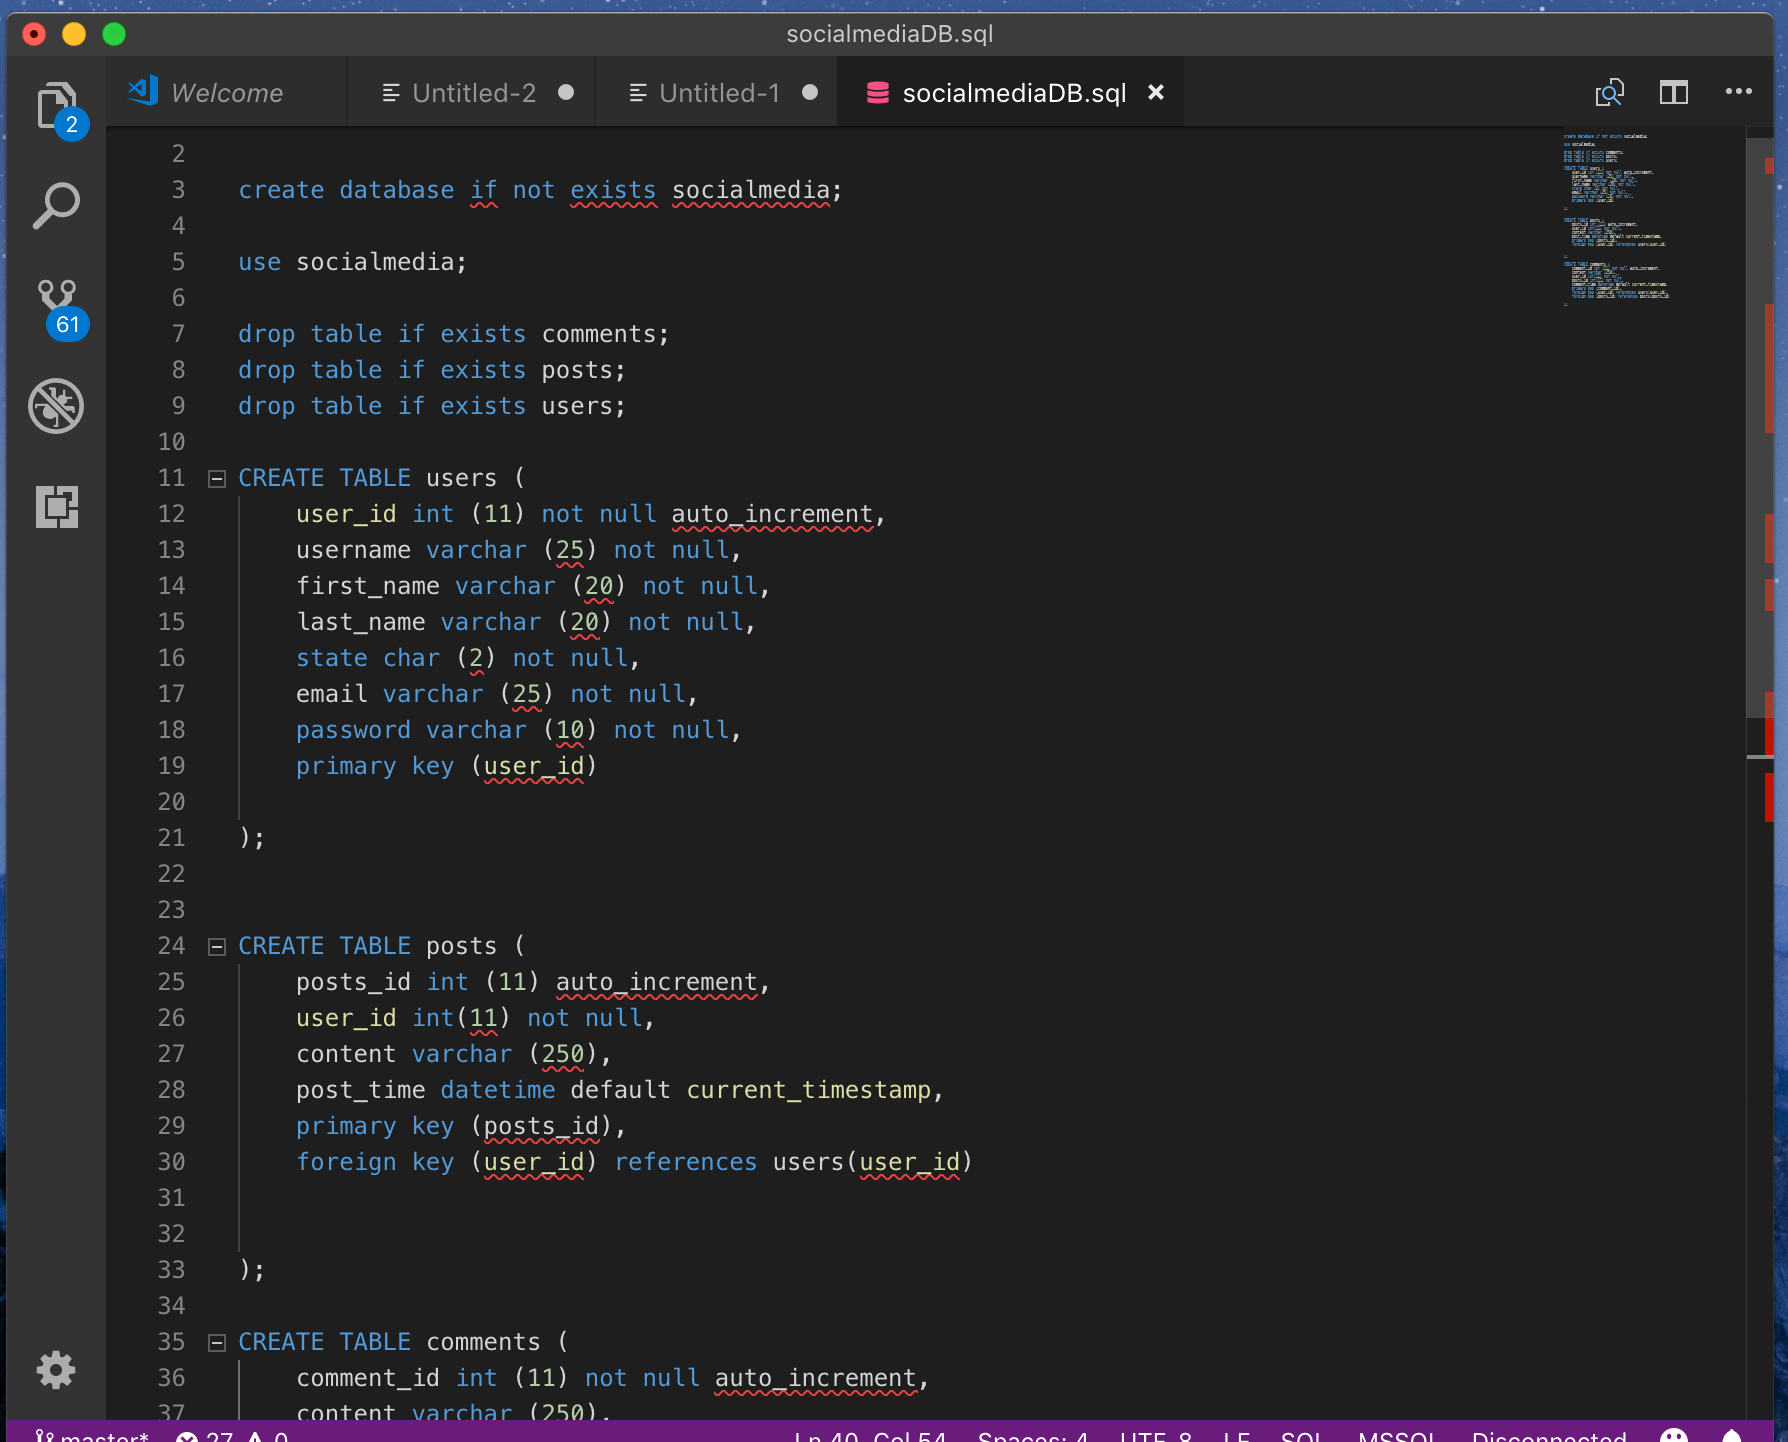 socialmediaDB.sql
Welcome
Untitled-2
Untitled-1
socialmediaDB.sql
2
61
2
3 create database if not exists socialmedia;
4
5 use socialmedia;
6
7 drop table if exists comments;
8 drop table if exists posts;
9 drop table if exists users;
10
11 CREATE TABLE users (
12 user_id int (11) not null auto_increment,
13 username varchar (25) not null,
14 first_name varchar (20) not null,
15 last_name varchar (20) not null,
16 state char (2) not null,
17 email varchar (25) not null,
18 password varchar (10) not null,
19 primary key (user_id)
20
21 );
22
23
24 CREATE TABLE posts (
25 posts_id int (11) auto_increment,
26 user_id int(11) not null,
27 content varchar (250),
28 post_time datetime default current_timestamp,
29 primary key (posts_id),
30 foreign key (user_id) references users(user_id)
31
32
33 );
34
35 CREATE TABLE comments (
36 comment_id int (11) not null auto_increment,
37 content varchar (250),
master* 27 0 Ln 40, Col 54 Spaces: 4 UTF-8 LF SQL MSSQL Disconnected